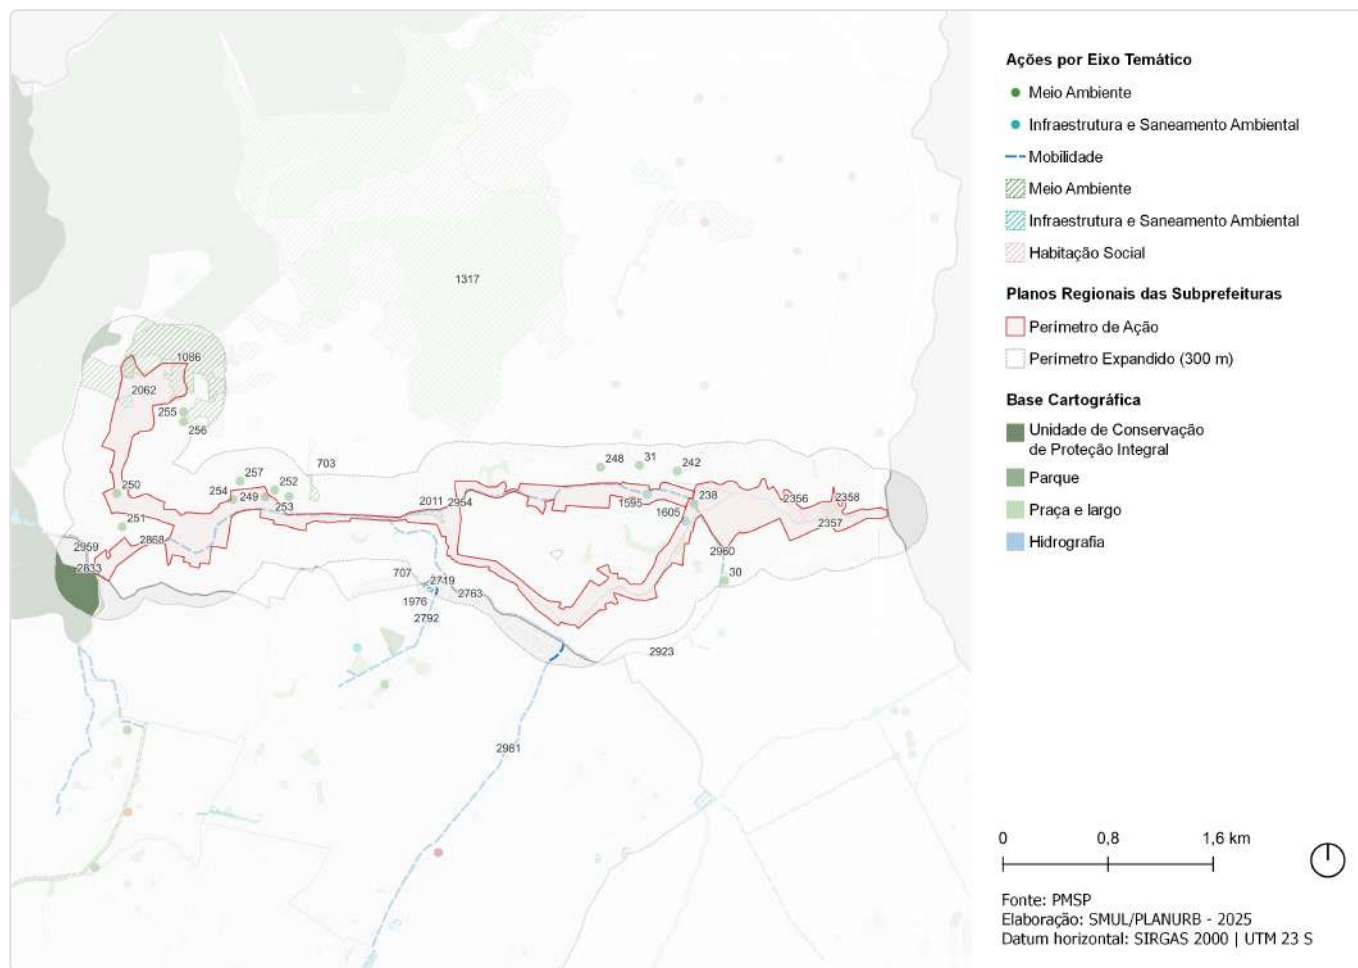 1317
1086
2062
255
256
257
252
254
249
253
703
250
251
2868
2959
2633
2011
2954
248
31
242
1595
1605
238
2356
2358
2357
2960
30
707
2719
1976
2763
2792
2923
2981
Ações por Eixo Temático
Meio Ambiente
Infraestrutura e Saneamento Ambiental
Mobilidade
Meio Ambiente
Infraestrutura e Saneamento Ambiental
Habitação Social
Planos Regionais das Subprefeituras
Perímetro de Ação
Perímetro Expandido (300 m)
Base Cartográfica
Unidade de Conservação
de Proteção Integral
Parque
Praça e largo
Hidrografia
0 0,8 1,6 km
Fonte: PMSP
Elaboração: SMUL/PLANURB - 2025
Datum horizontal: SIRGAS 2000 | UTM 23 S